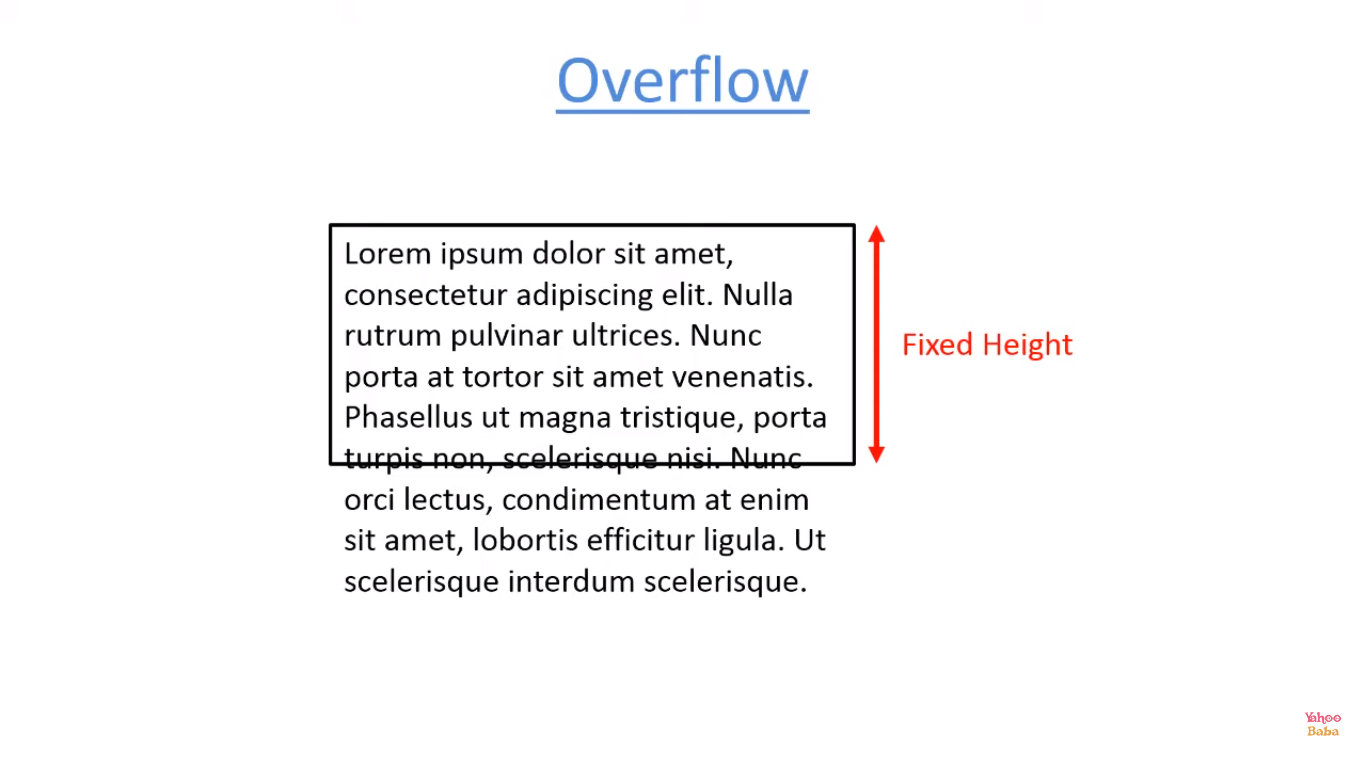 Overflow
Lorem ipsum dolor sit amet,
consectetur adipiscing elit. Nulla
rutrum pulvinar ultrices. Nunc
porta at tortor sit amet venenatis.
Phasellus ut magna tristique, porta
turpis non, scelerisque nisi. Nunc
orci lectus, condimentum at enim
sit amet, lobortis efficitur ligula. Ut
scelerisque interdum scelerisque.
Fixed Height
Yahoo
Baba